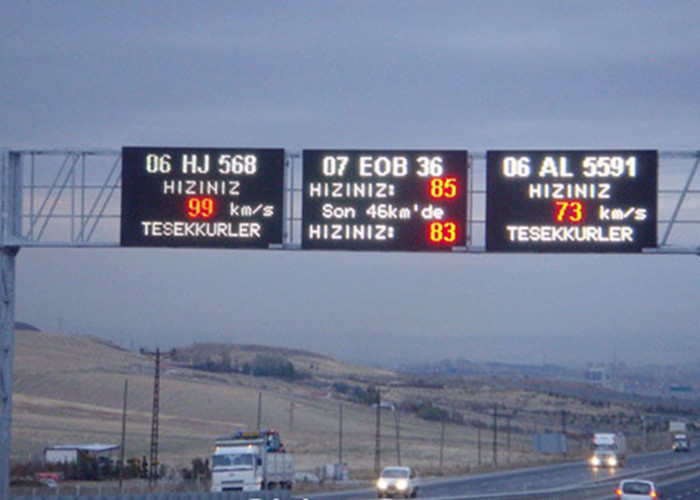 06 HJ 568
HIZINIZ
99 km/s
TESEKKURLER
07 EOB 36
HIZINIZ: 85
Son 46km'de
HIZINIZ: 83
06 AL 5591
HIZINIZ
73 km/s
TESEKKURLER